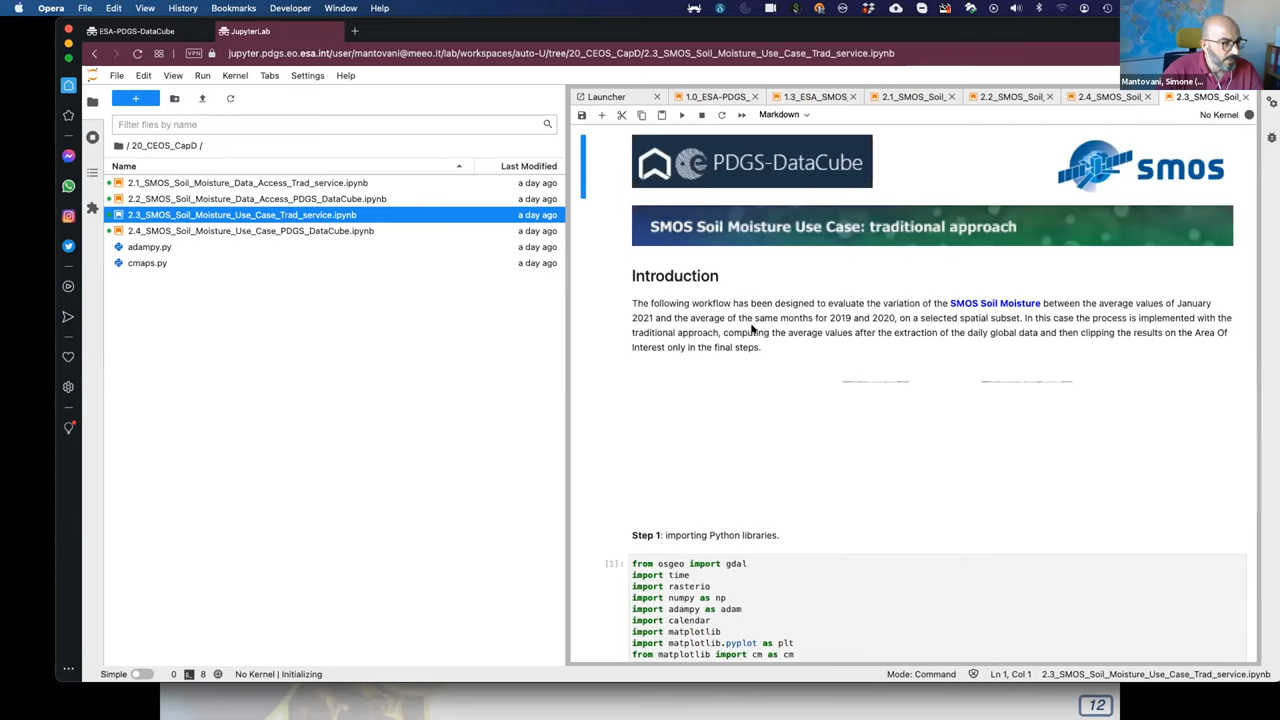 Opera File Edit View History Bookmarks Developer Window Help
ESA-PDGS-DataCube JupyterLab
VPN jupyter.pdgs.eo.esa.int/user/mantovani@meeo.it/lab/workspaces/auto-U/tree/20_CEOS_CapD/2.3_SMOS_Soil_Moisture_Use_Case_Trad_service.ipynb
Mantovani, Simone (...
File Edit View Run Kernel Tabs Settings Help
Filter files by name
/ 20_CEOS_CapD /
Name Last Modified
2.1_SMOS_Soil_Moisture_Data_Access_Trad_service.ipynb a day ago
2.2_SMOS_Soil_Moisture_Data_Access_PDGS_DataCube.ipynb a day ago
2.3_SMOS_Soil_Moisture_Use_Case_Trad_service.ipynb a day ago
2.4_SMOS_Soil_Moisture_Use_Case_PDGS_DataCube.ipynb a day ago
adampy.py a day ago
cmaps.py a day ago
Launcher 1.0_ESA-PDGS_ 1.3_ESA_SMOS_ 2.1_SMOS_Soil_ 2.2_SMOS_Soil_ 2.4_SMOS_Soil_ 2.3_SMOS_Soil_
Markdown No Kernel
PDGS-DataCube smos
SMOS Soil Moisture Use Case: traditional approach
Introduction
The following workflow has been designed to evaluate the variation of the SMOS Soil Moisture between the average values of January
2021 and the average of the same months for 2019 and 2020, on a selected spatial subset. In this case the process is implemented with the
traditional approach, computing the average values after the extraction of the daily global data and then clipping the results on the Area Of
Interest only in the final steps.
Step 1: importing Python libraries.
[1]: from osgeo import gdal
import time
import rasterio
import numpy as np
import adampy as adam
import calendar
import matplotlib
import matplotlib.pyplot as plt
from matplotlib import cm as cm
Simple 0 8 No Kernel | Initializing Mode: Command Ln 1, Col 1 2.3_SMOS_Soil_Moisture_Use_Case_Trad_service.ipynb
12